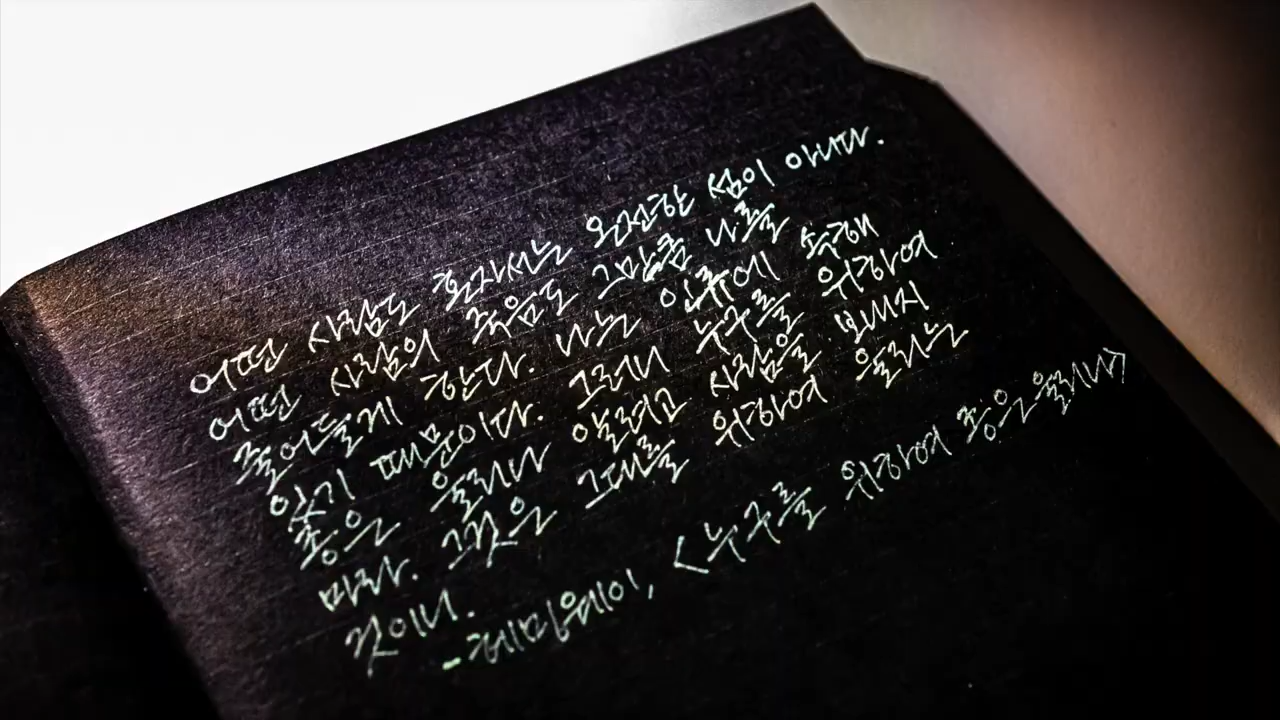 어떤 사람도 혼자서는 온전한 섬이 아니다.
어떤 사람의 죽음도 그만큼 나를
줄어들게 한다. 나는 인류에 속해
있기 때문이다. 그러니 누구를 위하여
종은 울리나 알려고 사람을 보내지
마라. 그것은 그대를 위하여 울리는
것이니.
-헤밍웨이, <누구를 위하여 종은 울리나>